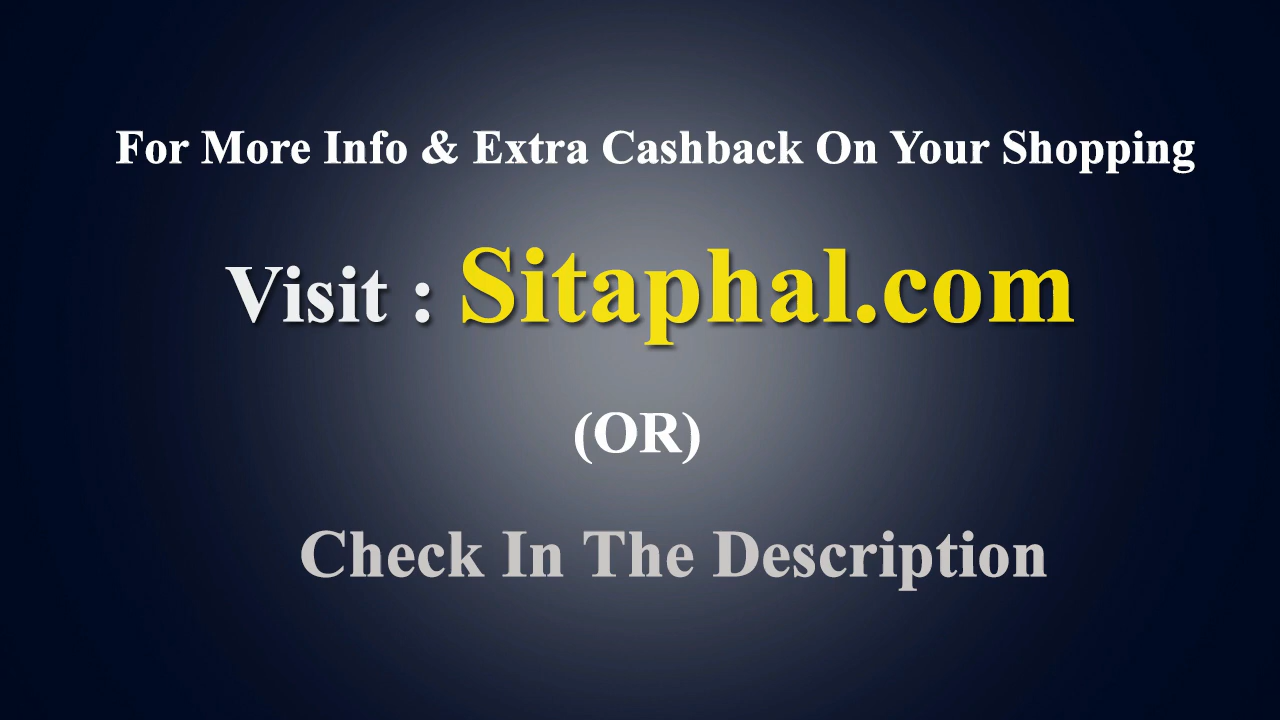 For More Info & Extra Cashback On Your Shopping
Visit : Sitaphal.com
(OR)
Check In The Description